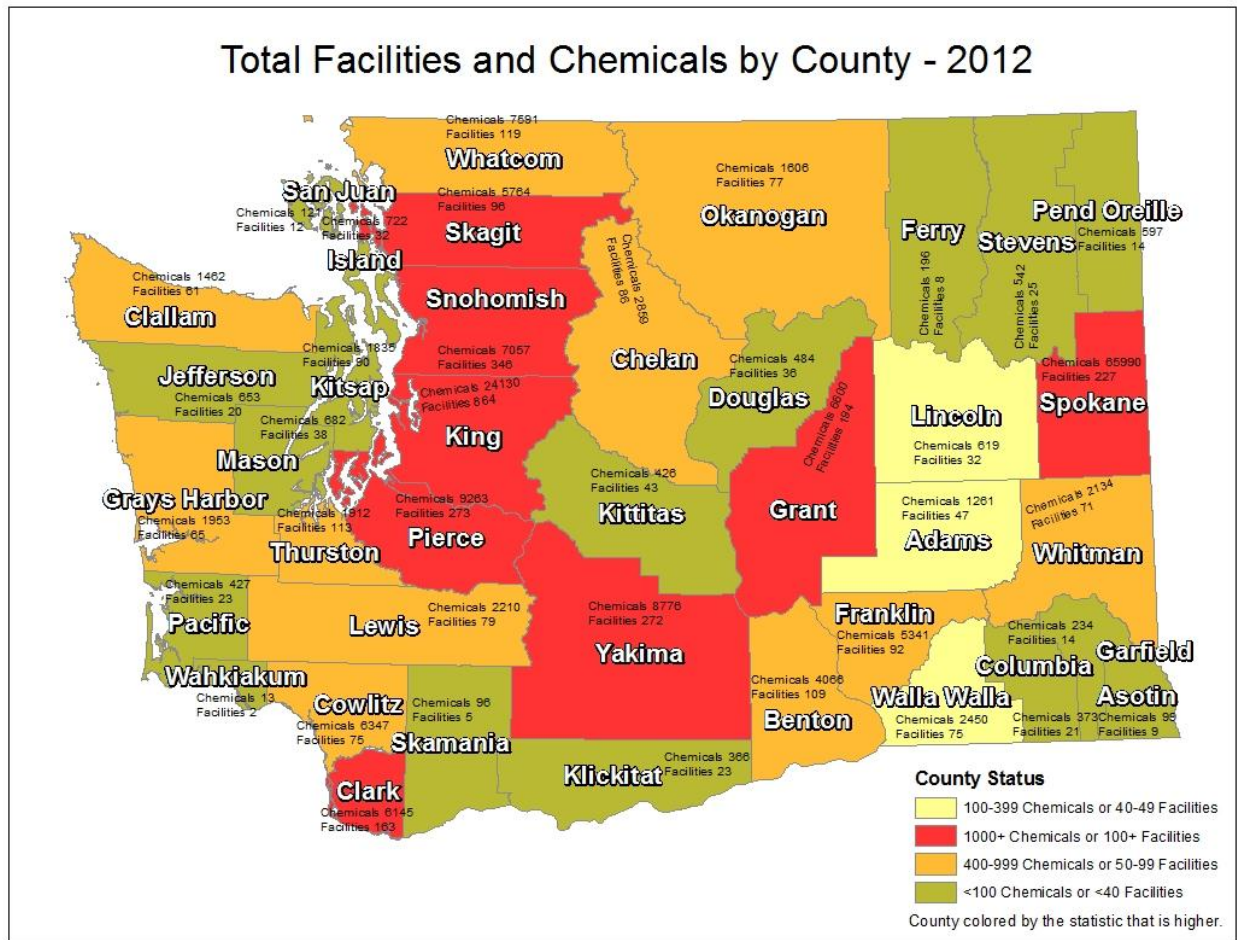 Total Facilities and Chemicals by County - 2012
Chemicals 7591
Facilities 119
Whatcom
San Juan
Chemicals 121
Facilities 12
Chemicals 722
Facilities 32
Island
Chemicals 5764
Facilities 96
Skagit
Chemicals 1606
Facilities 77
Okanogan
Ferry
Chemicals 196
Facilities 8
Stevens
Chemicals 542
Facilities 25
Pend Oreille
Chemicals 597
Facilities 14
Chemicals 1462
Facilities 61
Clallam
Snohomish
Chemicals 7057
Facilities 346
Chemicals 2859
Facilities 86
Chelan
Chemicals 1835
Facilities 90
Kitsap
Jefferson
Chemicals 653
Facilities 20
Chemicals 682
Facilities 38
Mason
Chemicals 24130
Facilities 864
King
Chemicals 484
Facilities 36
Douglas
Chemicals 6600
Facilities 194
Grant
Lincoln
Chemicals 619
Facilities 32
Chemicals 65990
Facilities 227
Spokane
Grays Harbor
Chemicals 1953
Facilities 65
Chemicals 1912
Facilities 113
Thurston
Chemicals 9263
Facilities 273
Pierce
Chemicals 426
Facilities 43
Kittitas
Chemicals 1261
Facilities 47
Adams
Chemicals 2134
Facilities 71
Whitman
Chemicals 427
Facilities 23
Pacific
Lewis
Chemicals 2210
Facilities 79
Chemicals 8776
Facilities 272
Yakima
Franklin
Chemicals 5341
Facilities 92
Chemicals 234
Facilities 14
Columbia
Garfield
Wahkiakum
Chemicals 13
Facilities 2
Cowlitz
Chemicals 6347
Facilities 75
Chemicals 96
Facilities 5
Skamania
Chemicals 4066
Facilities 109
Benton
Walla Walla
Chemicals 2450
Facilities 75
Chemicals 373
Facilities 21
Asotin
Chemicals
Facilities 9
Klickitat
Chemicals 366
Facilities 23
Clark
Chemicals 6145
Facilities 163
County Status
100-399 Chemicals or 40-49 Facilities
1000+ Chemicals or 100+ Facilities
400-999 Chemicals or 50-99 Facilities
<100 Chemicals or <40 Facilities
County colored by the statistic that is higher.